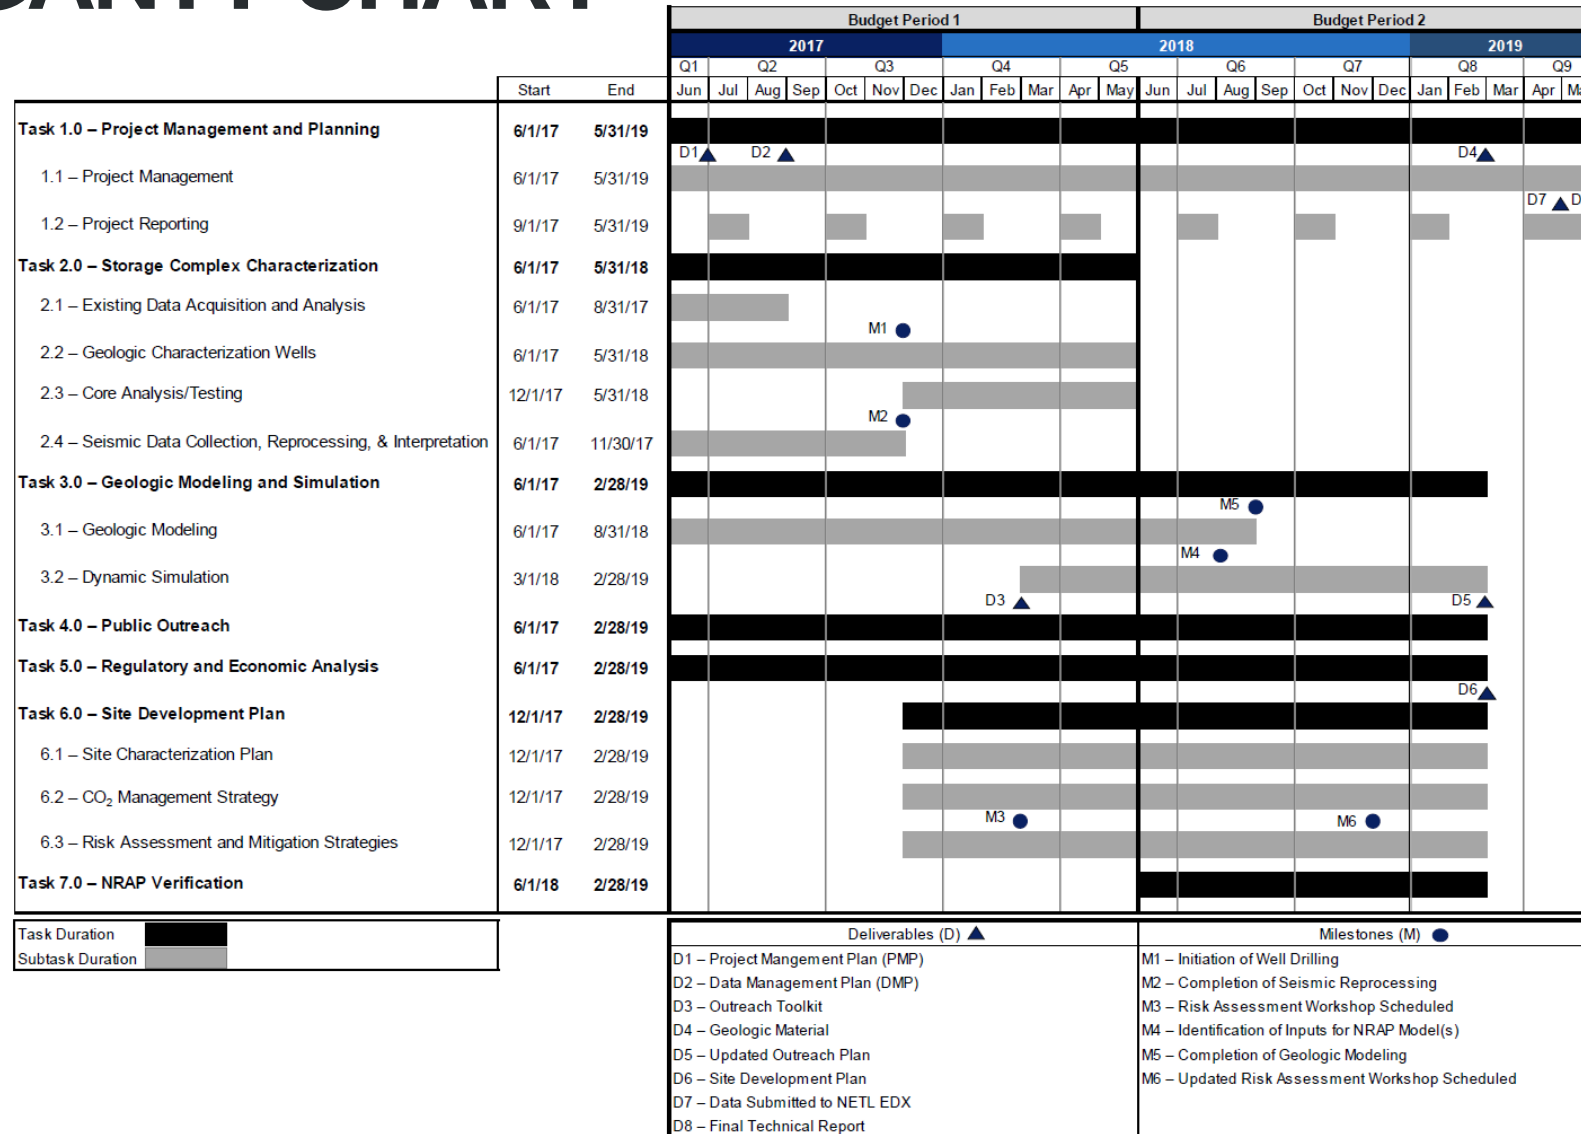 GANTT CHART
Budget Period 1 Budget Period 2
2017 2018 2019
Q1 Q2 Q3 Q4 Q5 Q6 Q7 Q8 Q9
Start End Jun Jul Aug Sep Oct Nov Dec Jan Feb Mar Apr May Jun Jul Aug Sep Oct Nov Dec Jan Feb Mar Apr Ma
Task 1.0 – Project Management and Planning 6/1/17 5/31/19
D1 D2 D4
1.1 – Project Management 6/1/17 5/31/19
D7 D
1.2 – Project Reporting 9/1/17 5/31/19
Task 2.0 – Storage Complex Characterization 6/1/17 5/31/18
2.1 – Existing Data Acquisition and Analysis 6/1/17 8/31/17
M1
2.2 – Geologic Characterization Wells 6/1/17 5/31/18
2.3 – Core Analysis/Testing 12/1/17 5/31/18
M2
2.4 – Seismic Data Collection, Reprocessing, & Interpretation 6/1/17 11/30/17
Task 3.0 – Geologic Modeling and Simulation 6/1/17 2/28/19
M5
3.1 – Geologic Modeling 6/1/17 8/31/18
M4
3.2 – Dynamic Simulation 3/1/18 2/28/19
D3 D5
Task 4.0 – Public Outreach 6/1/17 2/28/19
Task 5.0 – Regulatory and Economic Analysis 6/1/17 2/28/19
D6
Task 6.0 – Site Development Plan 12/1/17 2/28/19
6.1 – Site Characterization Plan 12/1/17 2/28/19
6.2 – CO₂ Management Strategy 12/1/17 2/28/19
M3 M6
6.3 – Risk Assessment and Mitigation Strategies 12/1/17 2/28/19
Task 7.0 – NRAP Verification 6/1/18 2/28/19
Task Duration
Subtask Duration
Deliverables (D)
D1 – Project Mangement Plan (PMP)
D2 – Data Management Plan (DMP)
D3 – Outreach Toolkit
D4 – Geologic Material
D5 – Updated Outreach Plan
D6 – Site Development Plan
D7 – Data Submitted to NETL EDX
D8 – Final Technical Report
Milestones (M)
M1 – Initiation of Well Drilling
M2 – Completion of Seismic Reprocessing
M3 – Risk Assessment Workshop Scheduled
M4 – Identification of Inputs for NRAP Model(s)
M5 – Completion of Geologic Modeling
M6 – Updated Risk Assessment Workshop Scheduled